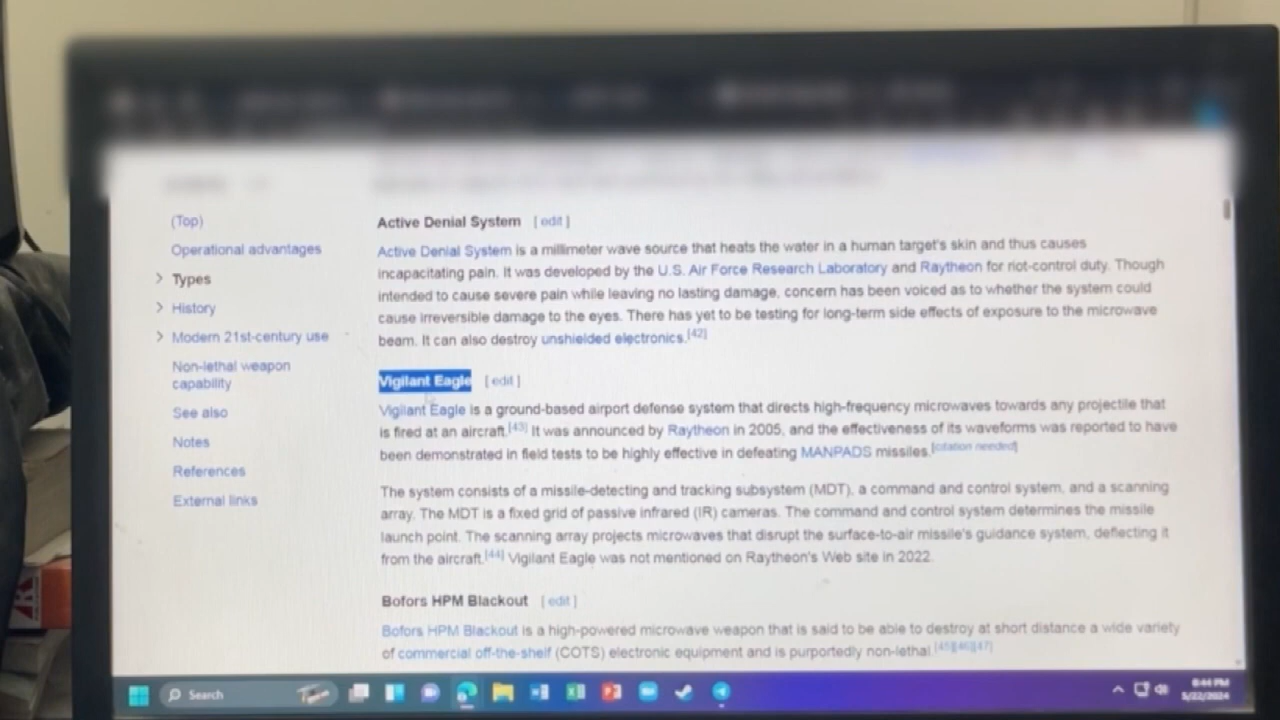 (Top)
Operational advantages
Types
History
Modern 21st-century use
Non-lethal weapon
capability
See also
Notes
References
External links
Active Denial System [ edit ]
Active Denial System is a millimeter wave source that heats the water in a human target's skin and thus causes
incapacitating pain. It was developed by the U.S. Air Force Research Laboratory and Raytheon for riot-control duty. Though
intended to cause severe pain while leaving no lasting damage, concern has been voiced as to whether the system could
cause irreversible damage to the eyes. There has yet to be testing for long-term side effects of exposure to the microwave
beam. It can also destroy unshielded electronics.[42]
Vigilant Eagle [ edit ]
Vigilant Eagle is a ground-based airport defense system that directs high-frequency microwaves towards any projectile that
is fired at an aircraft.[43] It was announced by Raytheon in 2005, and the effectiveness of its waveforms was reported to have
been demonstrated in field tests to be highly effective in defeating MANPADS missiles.[citation needed]
The system consists of a missile-detecting and tracking subsystem (MDT), a command and control system, and a scanning
array. The MDT is a fixed grid of passive infrared (IR) cameras. The command and control system determines the missile
launch point. The scanning array projects microwaves that disrupt the surface-to-air missile's guidance system, deflecting it
from the aircraft.[44] Vigilant Eagle was not mentioned on Raytheon's Web site in 2022.
Bofors HPM Blackout [ edit ]
Bofors HPM Blackout is a high-powered microwave weapon that is said to be able to destroy at short distance a wide variety
of commercial off-the-shelf (COTS) electronic equipment and is purportedly non-lethal.[45][46][47]
Search
8:44 PM
5/22/2024